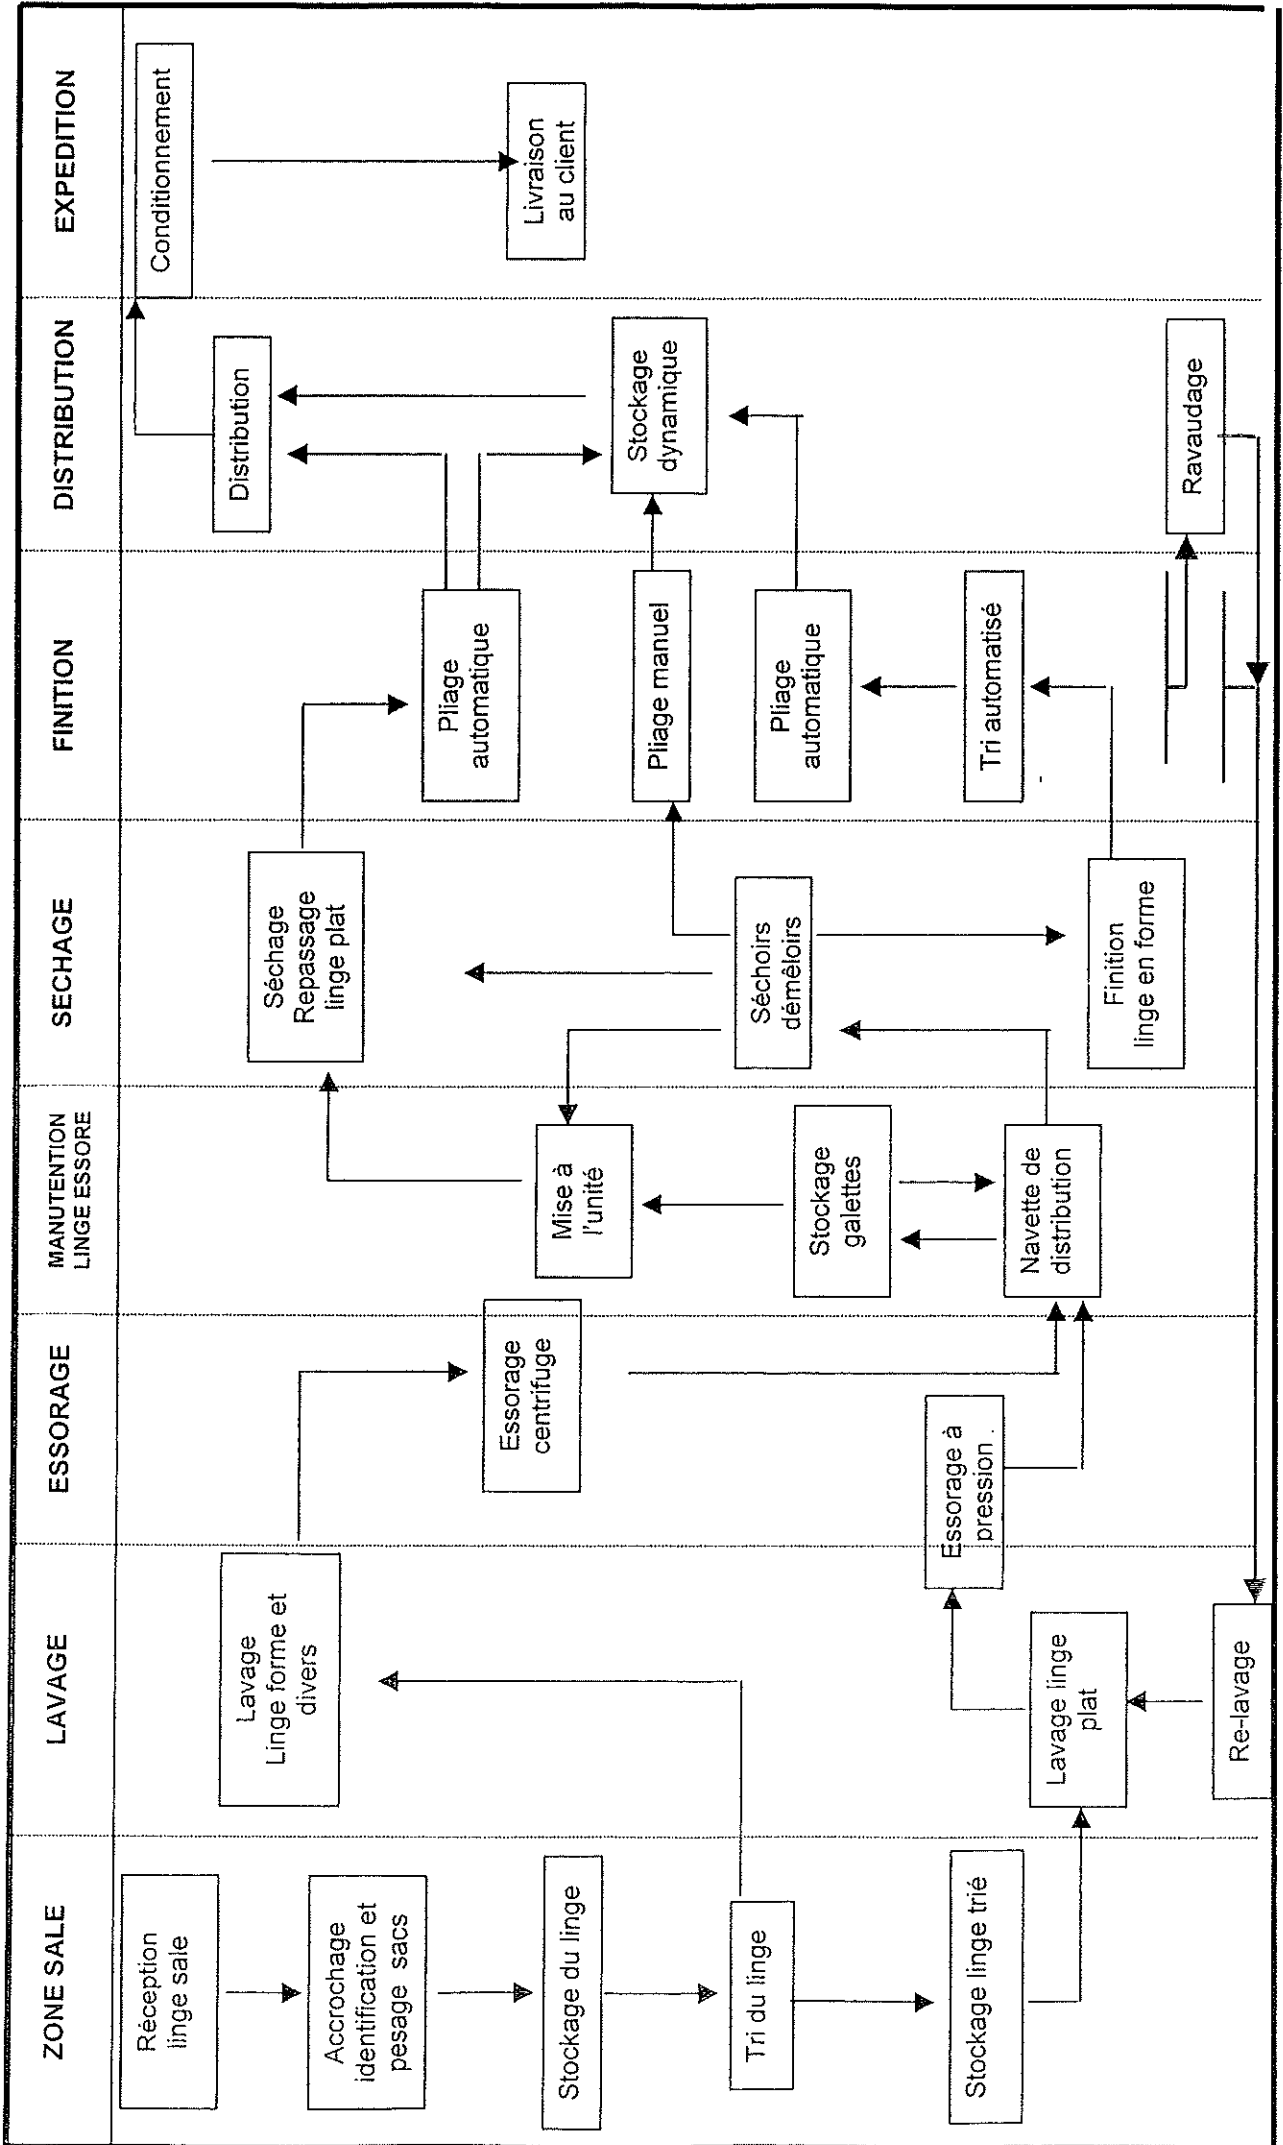 ZONE SALE
LAVAGE
ESSORAGE
MANUTENTION
LINGE ESSORE
SECHAGE
FINITION
DISTRIBUTION
EXPEDITION
Réception
linge sale
Accrochage
identification et
pesage sacs
Stockage du linge
Tri du linge
Stockage linge trié
Lavage
Linge forme et
divers
Lavage linge
plat
Re-lavage
Essorage
centrifuge
Essorage à
pression
Mise à
l'unité
Stockage
galettes
Navette de
distribution
Séchage
Repassage
linge plat
Séchoirs
démêloirs
Finition
linge en forme
Pliage
automatique
Pliage manuel
Pliage
automatique
Tri automatisé
Distribution
Stockage
dynamique
Ravaudage
Conditionnement
Livraison
au client